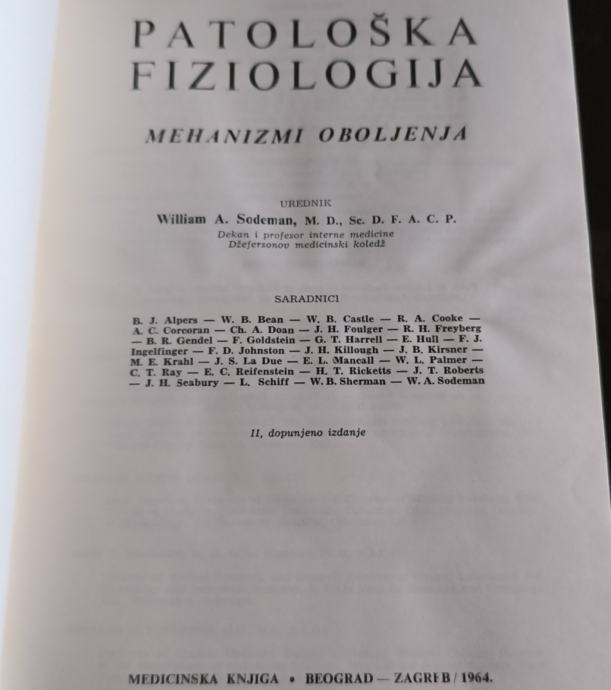 PATOLOŠKA
FIZIOLOGIJA
MEHANIZMI OBOLJENJA
UREDNIK
William A. Sodeman, M. D., Sc. D. F. A. C. P.
Dekan i profesor interne medicine
Džefersonov medicinski koledž
SARADNICI
B. J. Alpers — W. B. Bean — W. B. Castle — R. A. Cooke —
A. C. Corcoran — Ch. A. Doan — J. H. Foulger — R. H. Freyberg
— B. R. Gendel — F. Goldstein — G. T. Harrell — E. Hull — F. J.
Ingelfinger — F. D. Johnston — J. H. Killough — J. B. Kirsner —
M. E. Krahl — J. S. La Due — E. L. Mancall — W. L. Palmer —
C. T. Ray — E. C. Reifenstein — H. T. Ricketts — J. T. Roberts
— J. H. Seabury — L. Schiff — W. B. Sherman — W. A. Sodeman
II, dopunjeno izdanje
MEDICINSKA KNJIGA • BEOGRAD — ZAGREB / 1964.